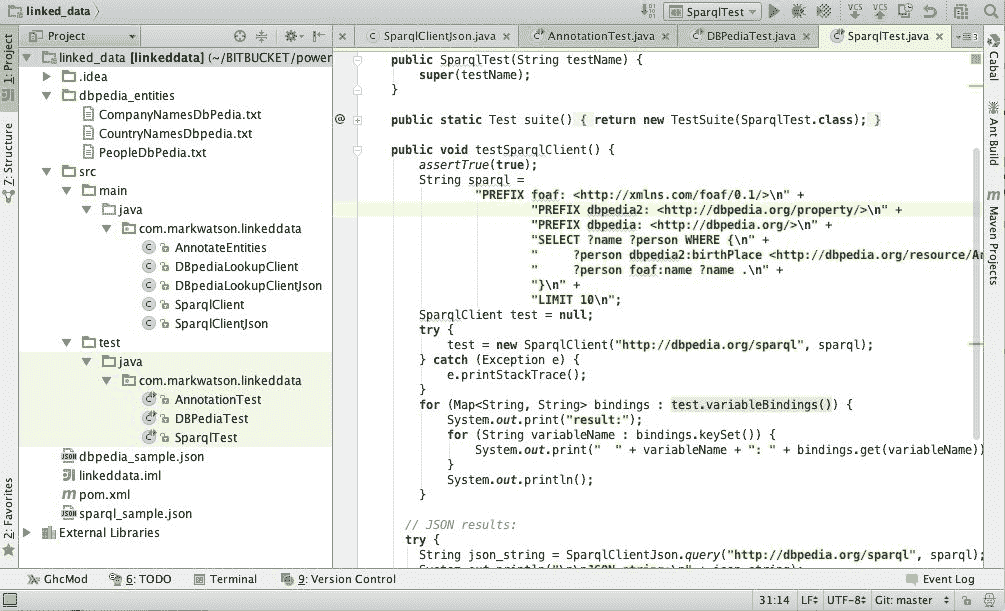 linked_data
SparqlTest
VCS VCS
Project
SparqlClientJson.java
AnnotationTest.java
DBPediaTest.java
SparqlTest.java
1: Project
Z: Structure
2: Favorites
linked_data [linkeddata] (~/BITBUCKET/power
.idea
dbpedia_entities
CompanyNamesDbPedia.txt
CountryNamesDbpedia.txt
PeopleDbPedia.txt
src
main
java
com.markwatson.linkeddata
AnnotateEntities
DBpediaLookupClient
DBpediaLookupClientJson
SparqlClient
SparqlClientJson
test
java
com.markwatson.linkeddata
AnnotationTest
DBPediaTest
SparqlTest
dbpedia_sample.json
linkeddata.iml
pom.xml
sparql_sample.json
External Libraries
public SparqlTest(String testName) {
super(testName);
}
@
public static Test suite() { return new TestSuite(SparqlTest.class); }
public void testSparqlClient() {
assertTrue(true);
String sparql =
"PREFIX foaf: <http://xmlns.com/foaf/0.1/>\n" +
"PREFIX dbpedia2: <http://dbpedia.org/property/>\n" +
"PREFIX dbpedia: <http://dbpedia.org/>\n" +
"SELECT ?name ?person WHERE {\n" +
"     ?person dbpedia2:birthPlace <http://dbpedia.org/resource/Ar
"     ?person foaf:name ?name .\n" +
"}\n" +
"LIMIT 10\n";
SparqlClient test = null;
try {
test = new SparqlClient("http://dbpedia.org/sparql", sparql);
} catch (Exception e) {
e.printStackTrace();
}
for (Map<String, String> bindings : test.variableBindings()) {
System.out.print("result:");
for (String variableName : bindings.keySet()) {
System.out.print("  " + variableName + ": " + bindings.get(variableName))
}
System.out.println();
}
// JSON results:
try {
String json_string = SparqlClientJson.query("http://dbpedia.org/sparql", sparql);
Cabal
Ant Build
m Maven Projects
GhcMod
6: TODO
Terminal
9: Version Control
Event Log
31:14
LF
UTF-8
Git: master